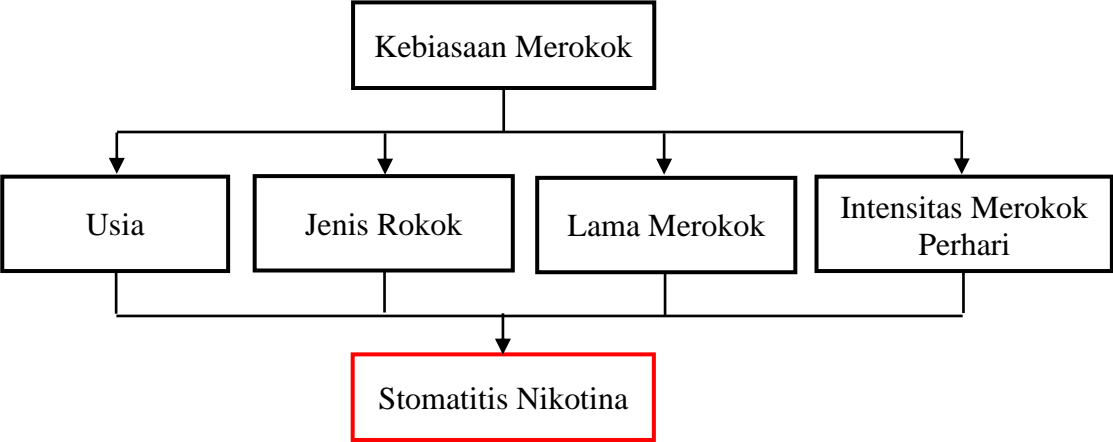 Kebiasaan Merokok
Usia
Jenis Rokok
Lama Merokok
Intensitas Merokok
Perhari
Stomatitis Nikotina